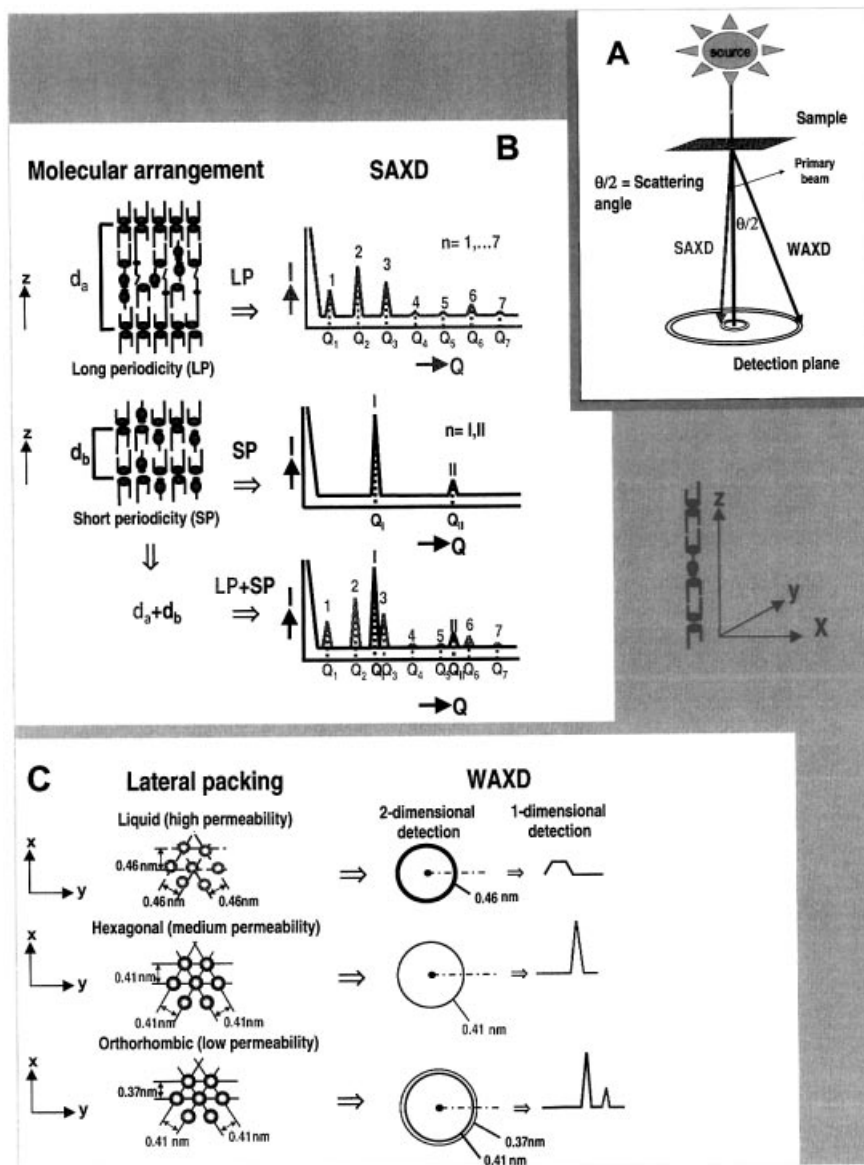 A
source
Sample
Primary beam
θ/2 = Scattering angle
θ/2
SAXD
WAXD
Detection plane
B
Molecular arrangement
SAXD
z
dₐ
Long periodicity (LP)
LP
⇒
I
n= 1,...7
1 2 3 4 5 6 7
Q₁ Q₂ Q₃ Q₄ Q₅ Q₆ Q₇
Q
z
d_b
Short periodicity (SP)
SP
⇒
I
n= I,II
I II
Q_I Q_II
Q
⇓
dₐ+d_b
LP+SP
⇒
I
1 2 I 3 4 5 II 6 7
Q₁ Q₂ Q₃ Q₄ Q_II Q₆ Q₇
Q
z
y
X
C
Lateral packing
WAXD
2-dimensional detection
1-dimensional detection
Liquid (high permeability)
x
y
0.46nm
0.46nm 0.46nm
⇒
0.46 nm
⇒
Hexagonal (medium permeability)
x
y
0.41nm
0.41nm 0.41nm
⇒
0.41 nm
⇒
Orthorhombic (low permeability)
x
y
0.37nm
0.41 nm 0.41nm
⇒
0.37nm
0.41 nm
⇒